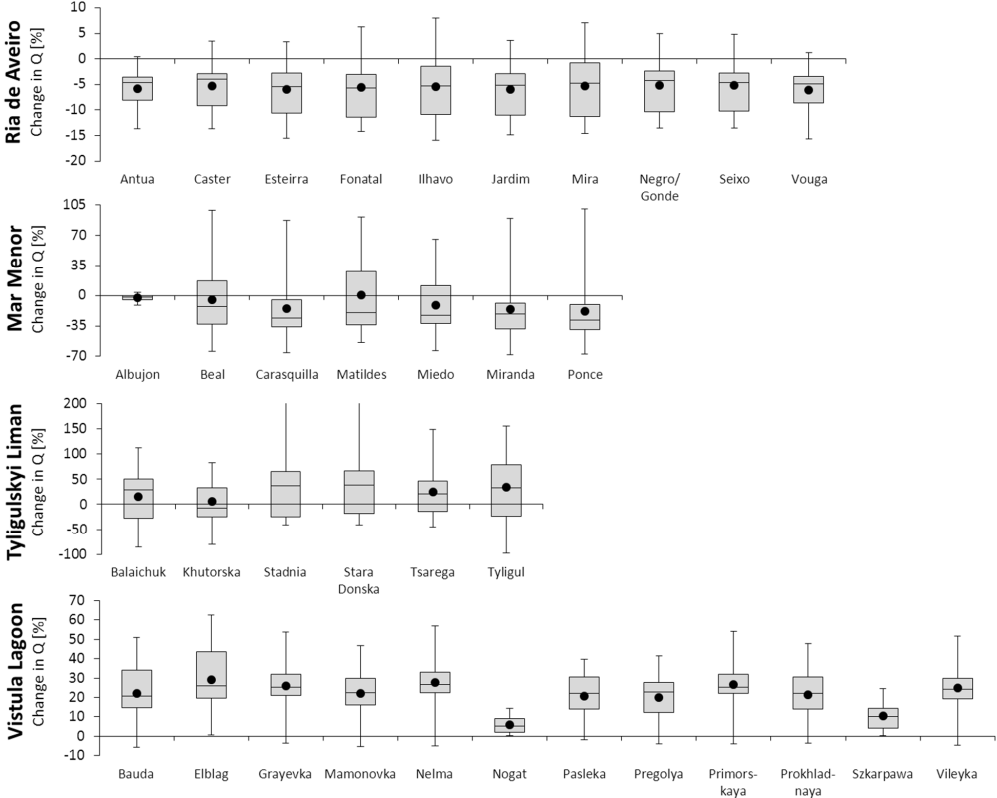 Ria de Aveiro
Change in Q [%]
10
5
0
-5
-10
-15
-20
Antua Caster Esteirra Fonatal Ilhavo Jardim Mira Negro/ Seixo Vouga
Gonde
Mar Menor
Change in Q [%]
105
70
35
0
-35
-70
Albujon Beal Carasquilla Matildes Miedo Miranda Ponce
Tyligulskyi Liman
Change in Q [%]
200
150
100
50
0
-50
-100
Balaichuk Khutorska Stadnia Stara Tsarega Tyligul
Donska
Vistula Lagoon
Change in Q [%]
70
60
50
40
30
20
10
0
-10
Bauda Elblag Grayevka Mamonovka Nelma Nogat Pasleka Pregolya Primors- Prokhlad- Szkarpawa Vileyka
kaya naya